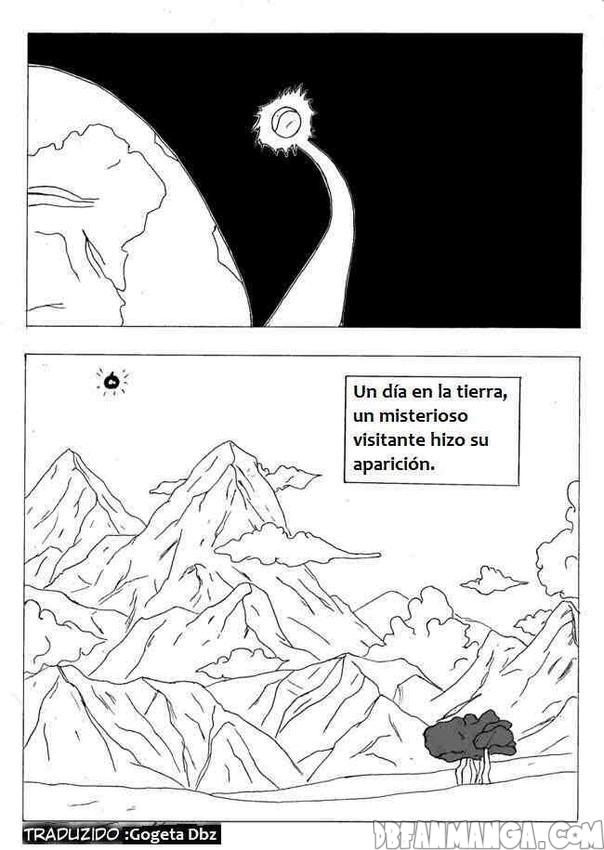 Un día en la tierra,
un misterioso
visitante hizo su
aparición.
TRADUZIDO :Gogeta Dbz
DBFANMANGA.COM